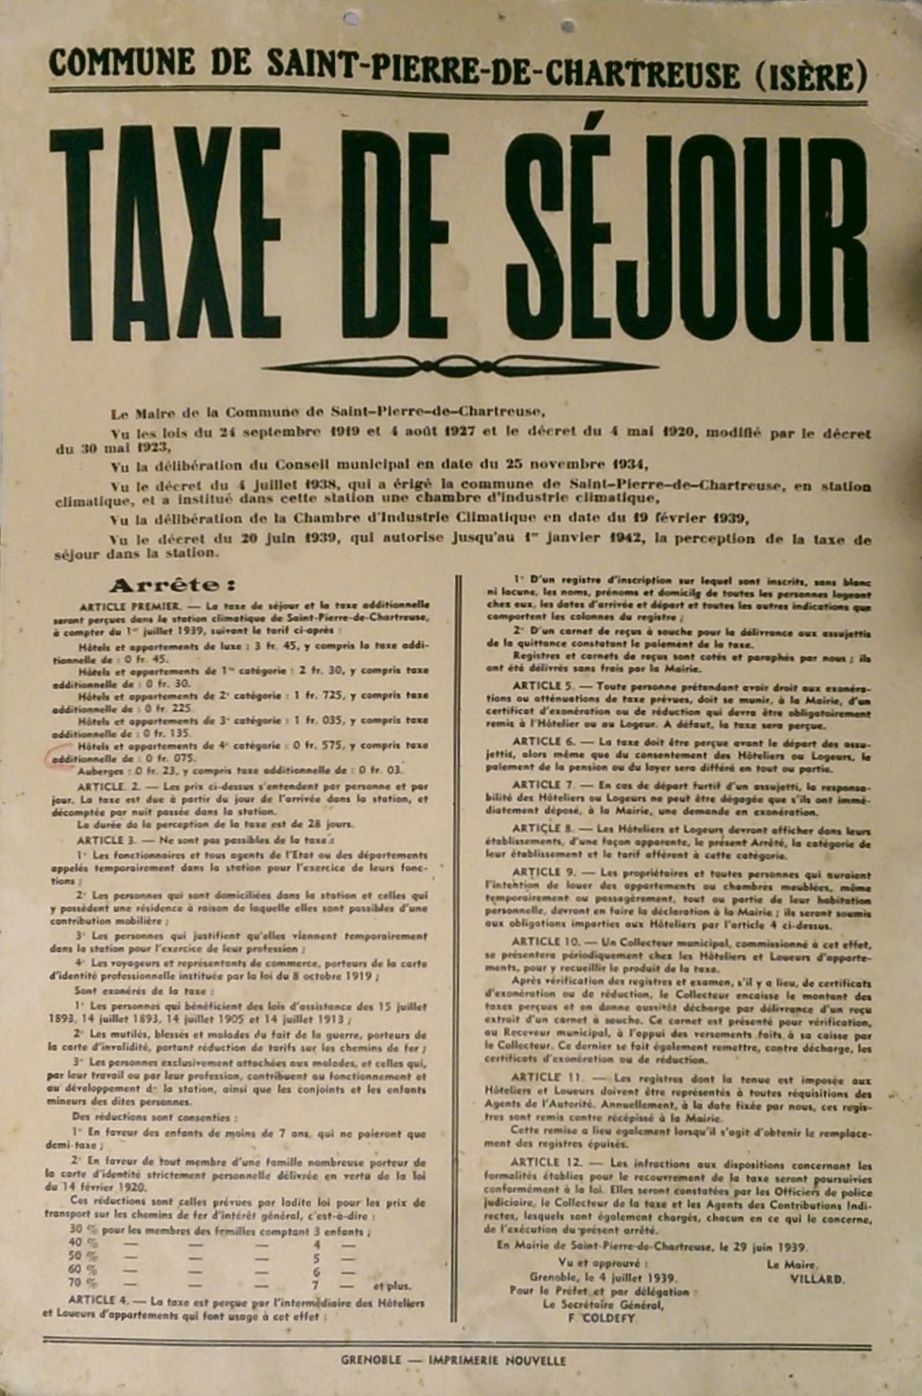 COMMUNE DE SAINT-PIERRE-DE-CHARTREUSE (ISÈRE)
TAXE DE SÉJOUR
Le Maire de la Commune de Saint-Pierre-de-Chartreuse,
Vu les lois du 24 septembre 1919 et 4 août 1927 et le décret du 4 mai 1920, modifié par le décret
du 30 mai 1923,
Vu la délibération du Conseil municipal en date du 25 novembre 1934,
Vu le décret du 4 juillet 1938, qui a érigé la commune de Saint-Pierre-de-Chartreuse, en station
climatique, et a institué dans cette station une chambre d'industrie climatique,
Vu la délibération de la Chambre d'Industrie Climatique en date du 19 février 1939,
Vu le décret du 20 juin 1939, qui autorise jusqu'au 1er janvier 1942, la perception de la taxe de
séjour dans la station.
Arrête :
ARTICLE PREMIER. — La taxe de séjour et la taxe additionnelle
seront perçues dans la station climatique de Saint-Pierre-de-Chartreuse,
à compter du 1er juillet 1939, suivant le tarif ci-après :
Hôtels et appartements de luxe : 3 fr. 45, y compris la taxe addi-
tionnelle de : 0 fr. 45.
Hôtels et appartements de 1re catégorie : 2 fr. 30, y compris taxe
additionnelle de : 0 fr. 30.
Hôtels et appartements de 2e catégorie : 1 fr. 725, y compris taxe
additionnelle de : 0 fr. 225.
Hôtels et appartements de 3e catégorie : 1 fr. 035, y compris taxe
additionnelle de : 0 fr. 135.
Hôtels et appartements de 4e catégorie : 0 fr. 575, y compris taxe
additionnelle de : 0 fr. 075.
Auberges : 0 fr. 23, y compris taxe additionnelle de : 0 fr. 03.
ARTICLE. 2. — Les prix ci-dessus s'entendent par personne et par
jour. La taxe est due à partir du jour de l'arrivée dans la station, et
décomptée par nuit passée dans la station.
La durée de la perception de la taxe est de 28 jours.
ARTICLE 3. — Ne sont pas passibles de la taxe :
1° Les fonctionnaires et tous agents de l'Etat ou des départements
appelés temporairement dans la station pour l'exercice de leurs fonc-
tions ;
2° Les personnes qui sont domiciliées dans la station et celles qui
y possèdent une résidence à raison de laquelle elles sont passibles d'une
contribution mobilière ;
3° Les personnes qui justifient qu'elles viennent temporairement
dans la station pour l'exercice de leur profession ;
4° Les voyageurs et représentants de commerce, porteurs de la carte
d'identité professionnelle instituée par la loi du 8 octobre 1919 ;
Sont exonérés de la taxe :
1° Les personnes qui bénéficient des lois d'assistance des 15 juillet
1893, 14 juillet 1893, 14 juillet 1905 et 14 juillet 1913 ;
2° Les mutilés, blessés et malades du fait de la guerre, porteurs de
la carte d'invalidité, portant réduction de tarifs sur les chemins de fer ;
3° Les personnes exclusivement attachées aux malades, et celles qui,
par leur travail ou par leur profession, contribuent au fonctionnement et
au développement d- la station, ainsi que les conjoints et les enfants
mineurs des dites personnes.
Des réductions sont consenties :
1° En faveur des enfants de moins de 7 ans, qui ne paieront que
demi-taxe ;
2° En faveur de tout membre d'une famille nombreuse porteur de
la carte d'identité strictement personnelle délivrée en vertu de la loi
du 14 février 1920.
Ces réductions sont celles prévues par ladite loi pour les prix de
transport sur les chemins de fer d'intérêt général, c'est-à-dire :
30 % pour les membres des familles comptant 3 enfants ;
40 % — — — 4 —
50 % — — — 5 —
60 % — — — 6 —
70 % — — — 7 — et plus.
ARTICLE 4. — La taxe est perçue par l'intermédiaire des Hôteliers
et Loueurs d'appartements qui font usage à cet effet :
1° D'un registre d'inscription sur lequel sont inscrits, sans blanc
ni lacune, les noms, prénoms et domicile de toutes les personnes logeant
chez eux, les dates d'arrivée et départ et toutes les autres indications que
comportent les colonnes du registre ;
2° D'un carnet de reçus à souche pour la délivrance aux assujettis
de la quittance constatant le paiement de la taxe.
Registres et carnets de reçus sont cotés et paraphés par nous ; ils
ont été délivrés sans frais par la Mairie.
ARTICLE 5. — Toute personne prétendant avoir droit aux exonéra-
tions ou atténuations de taxe prévues, doit se munir, à la Mairie, d'un
certificat d'exonération ou de réduction qui devra être obligatoirement
remis à l'Hôtelier ou au Logeur. A défaut, la taxe sera perçue.
ARTICLE 6. — La taxe doit être perçue avant le départ des assu-
jettis, alors même que du consentement des Hôteliers ou Logeurs, le
paiement de la pension ou du loyer sera différé en tout ou partie.
ARTICLE 7. — En cas de départ furtif d'un assujetti, la responsa-
bilité des Hôteliers ou Logeurs ne peut être dégagée que s'ils ont immé-
diatement déposé, à la Mairie, une demande en exonération.
ARTICLE 8. — Les Hôteliers et Logeurs devront afficher dans leurs
établissements, d'une façon apparente, le présent Arrêté, la catégorie de
leur établissement et le tarif afférent à cette catégorie.
ARTICLE 9. — Les propriétaires et toutes personnes qui auraient
l'intention de louer des appartements ou chambres meublées, même
temporairement ou passagèrement, tout ou partie de leur habitation
personnelle, devront en faire la déclaration à la Mairie ; ils seront soumis
aux obligations imparties aux Hôteliers par l'article 4 ci-dessus.
ARTICLE 10. — Un Collecteur municipal, commissionné à cet effet,
se présentera périodiquement chez les Hôteliers et Loueurs d'apparte-
ments, pour y recueillir le produit de la taxe.
Après vérification des registres et examen, s'il y a lieu, de certificats
d'exonération ou de réduction, le Collecteur encaisse le montant des
taxes perçues et en donne aussitôt décharge par délivrance d'un reçu
extrait d'un carnet à souche. Ce carnet est présenté pour vérification,
au Receveur municipal, à l'appui des versements faits à sa caisse par
le Collecteur. Ce dernier se fait également remettre, contre décharge, les
certificats d'exonération ou de réduction.
ARTICLE 11. — Les registres dont la tenue est imposée aux
Hôteliers et Loueurs doivent être représentés à toutes réquisitions des
Agents de l'Autorité. Annuellement, à la date fixée par nous, ces regis-
tres sont remis contre récépissé à la Mairie.
Cette remise a lieu également lorsqu'il s'agit d'obtenir le remplace-
ment des registres épuisés.
ARTICLE 12. — Les infractions aux dispositions concernant les
formalités établies pour le recouvrement de la taxe seront poursuivies
conformément à la loi. Elles seront constatées par les Officiers de police
judicioire, le Collecteur de la taxe et les Agents des Contributions Indi-
rectes, lesquels sont également chargés, chacun en ce qui le concerne,
de l'exécution du présent arrêté.
En Mairie de Saint-Pierre-de-Chartreuse, le 29 juin 1939.
Vu et approuvé : Le Maire,
Grenoble, le 4 juillet 1939. VILLARD.
Pour le Préfet et par délégation :
Le Secrétaire Général,
F COLDEFY
GRENOBLE — IMPRIMERIE NOUVELLE